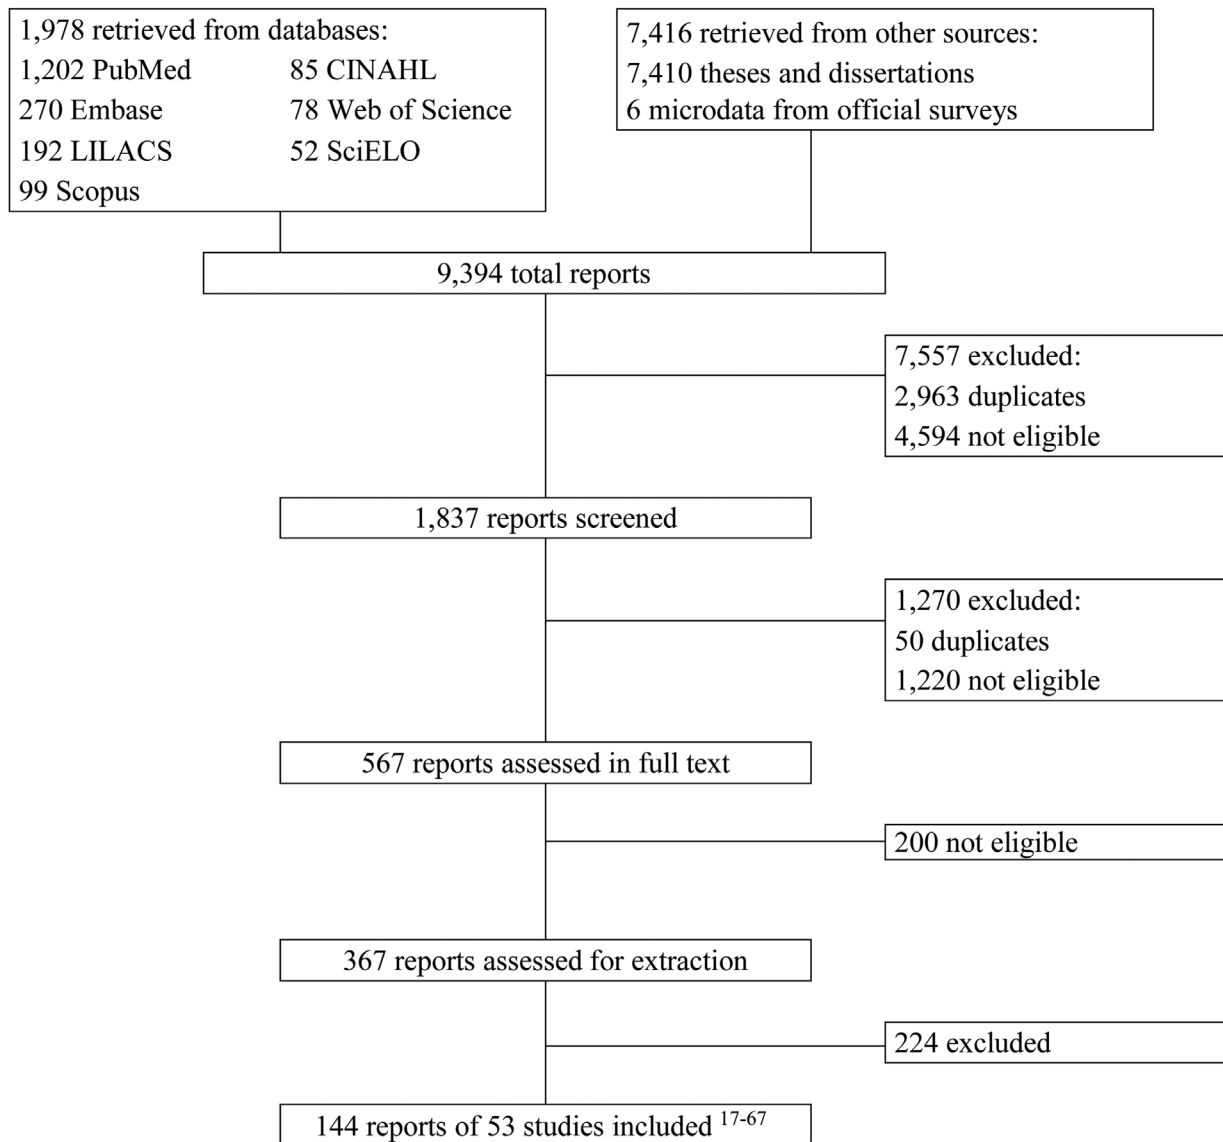 1,978 retrieved from databases:
1,202 PubMed 85 CINAHL
270 Embase 78 Web of Science
192 LILACS 52 SciELO
99 Scopus
7,416 retrieved from other sources:
7,410 theses and dissertations
6 microdata from official surveys
9,394 total reports
7,557 excluded:
2,963 duplicates
4,594 not eligible
1,837 reports screened
1,270 excluded:
50 duplicates
1,220 not eligible
567 reports assessed in full text
200 not eligible
367 reports assessed for extraction
224 excluded
144 reports of 53 studies included 17-67